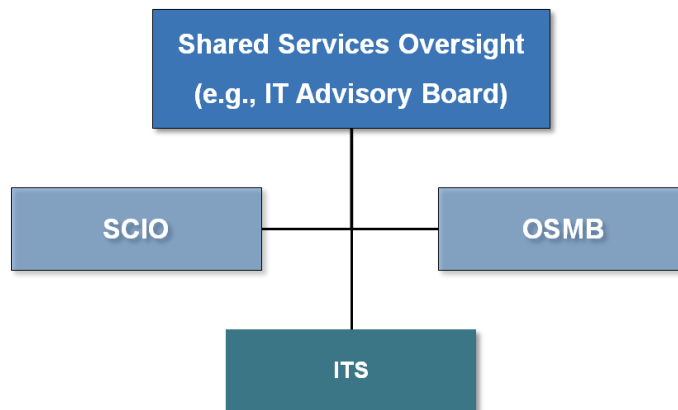 Shared Services Oversight
(e.g., IT Advisory Board)
SCIO
OSMB
ITS